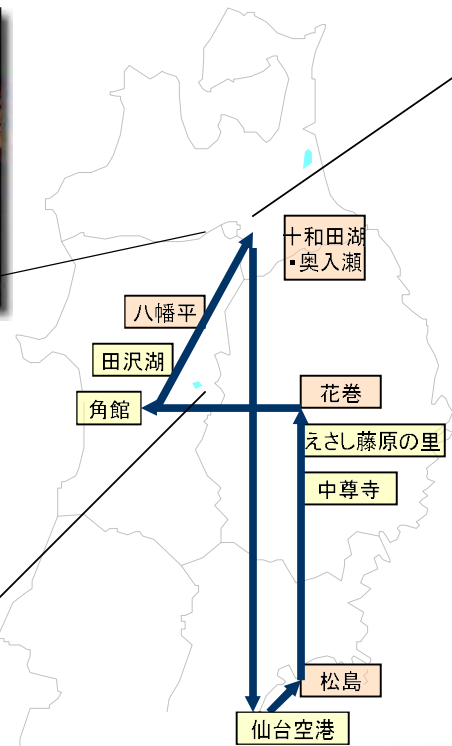 十和田湖
・奥入瀬
八幡平
田沢湖
角館
花巻
えさし藤原の里
中尊寺
松島
仙台空港